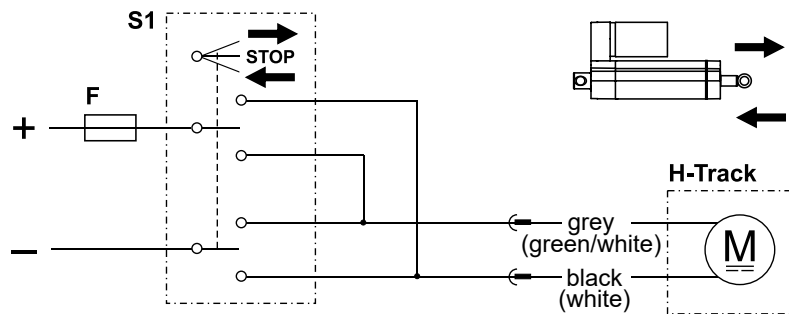 S1
STOP
F
+
−
H-Track
grey
(green/white)
M
black
(white)